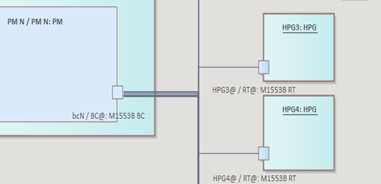 PM N / PM N: PM
HPG3: HPG
HPG3@ / RT@: M1553B RT
bcN / BC@: M1553B BC
HPG4: HPG
HPG4@ / RT@: M1553B RT